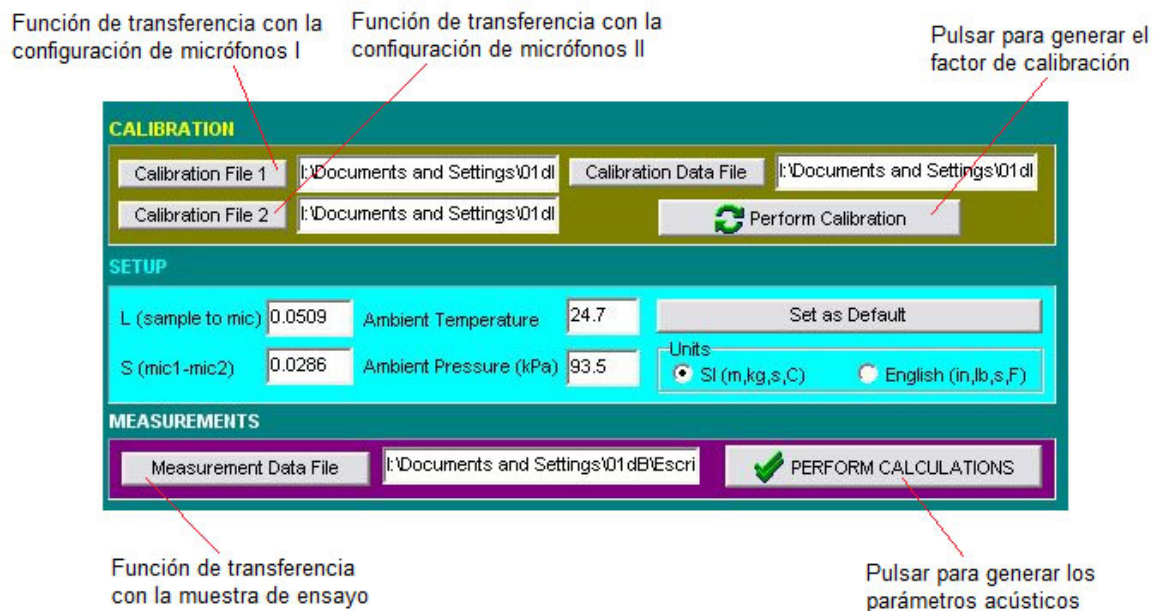 Función de transferencia con la
configuración de micrófonos I
Función de transferencia con la
configuración de micrófonos II
Pulsar para generar el
factor de calibración
CALIBRATION
Calibration File 1
I:\Documents and Settings\01dl
Calibration Data File
I:\Documents and Settings\01dl
Calibration File 2
I:\Documents and Settings\01dl
Perform Calibration
SETUP
L (sample to mic)
0.0509
Ambient Temperature
24.7
Set as Default
S (mic1-mic2)
0.0286
Ambient Pressure (kPa)
93.5
Units
SI (m,kg,s,C)
English (in,lb,s,F)
MEASUREMENTS
Measurement Data File
I:\Documents and Settings\01dB\Escri
PERFORM CALCULATIONS
Función de transferencia
con la muestra de ensayo
Pulsar para generar los
parámetros acústicos